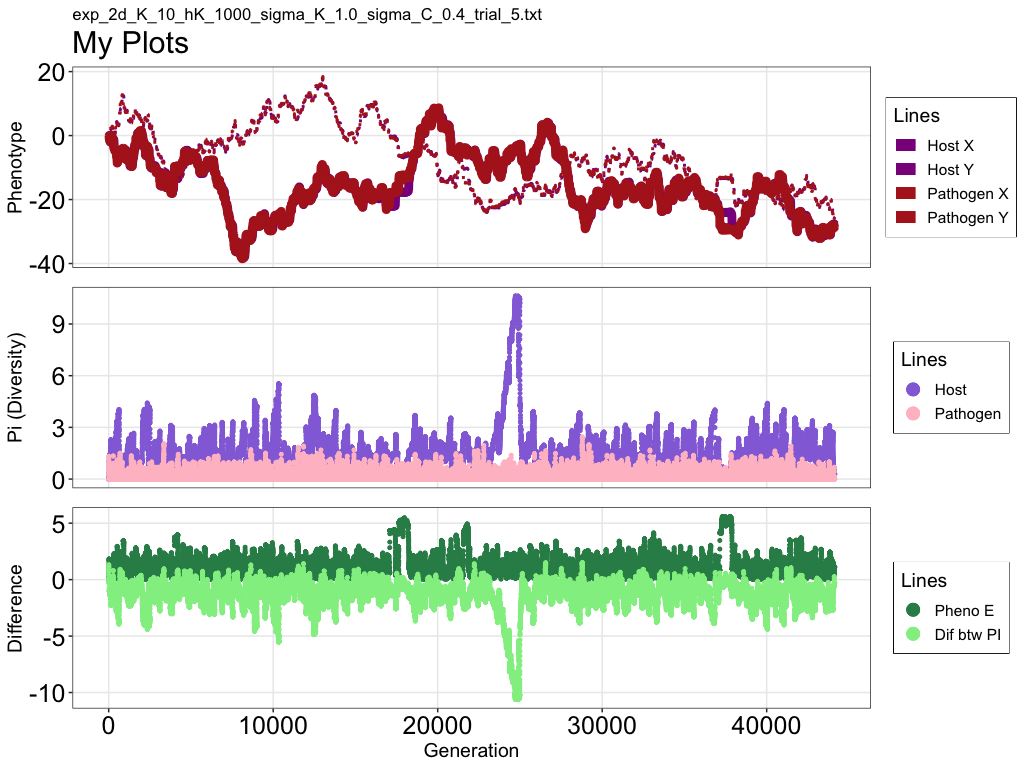 exp_2d_K_10_hK_1000_sigma_K_1.0_sigma_C_0.4_trial_5.txt
My Plots
20
0
-20
-40
Phenotype
Lines
Host X
Host Y
Pathogen X
Pathogen Y
9
6
3
0
Pi (Diversity)
Lines
Host
Pathogen
5
0
-5
-10
Difference
Lines
Pheno E
Dif btw PI
0 10000 20000 30000 40000
Generation